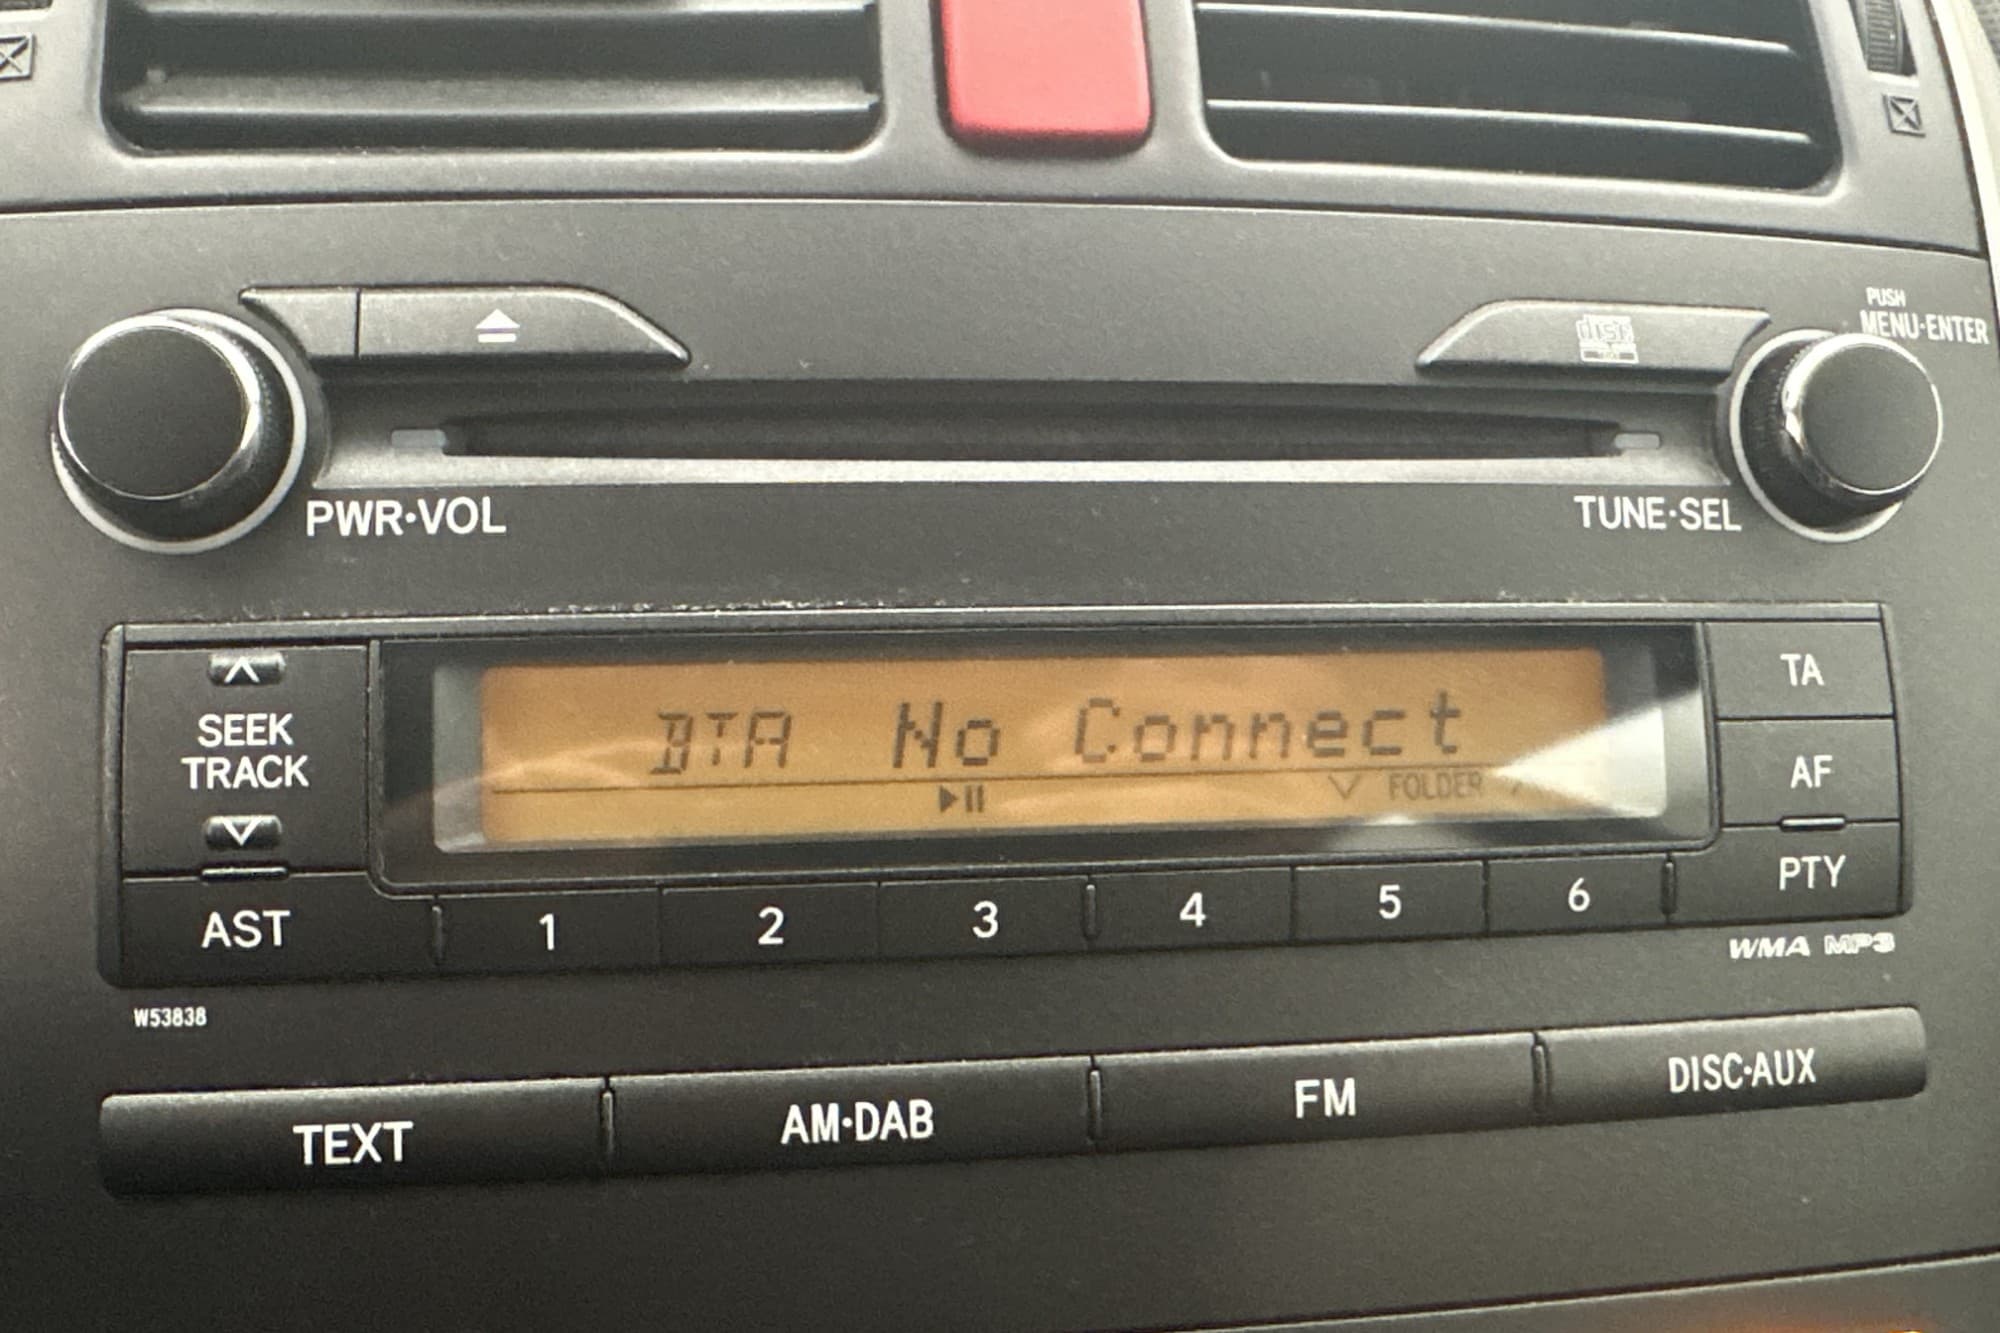 PUSH
MENU·ENTER
PWR·VOL
TUNE·SEL
SEEK
TRACK
BTA No Connect
FOLDER
TA
AF
PTY
AST
1
2
3
4
5
6
WMA MP3
W53838
TEXT
AM·DAB
FM
DISC·AUX